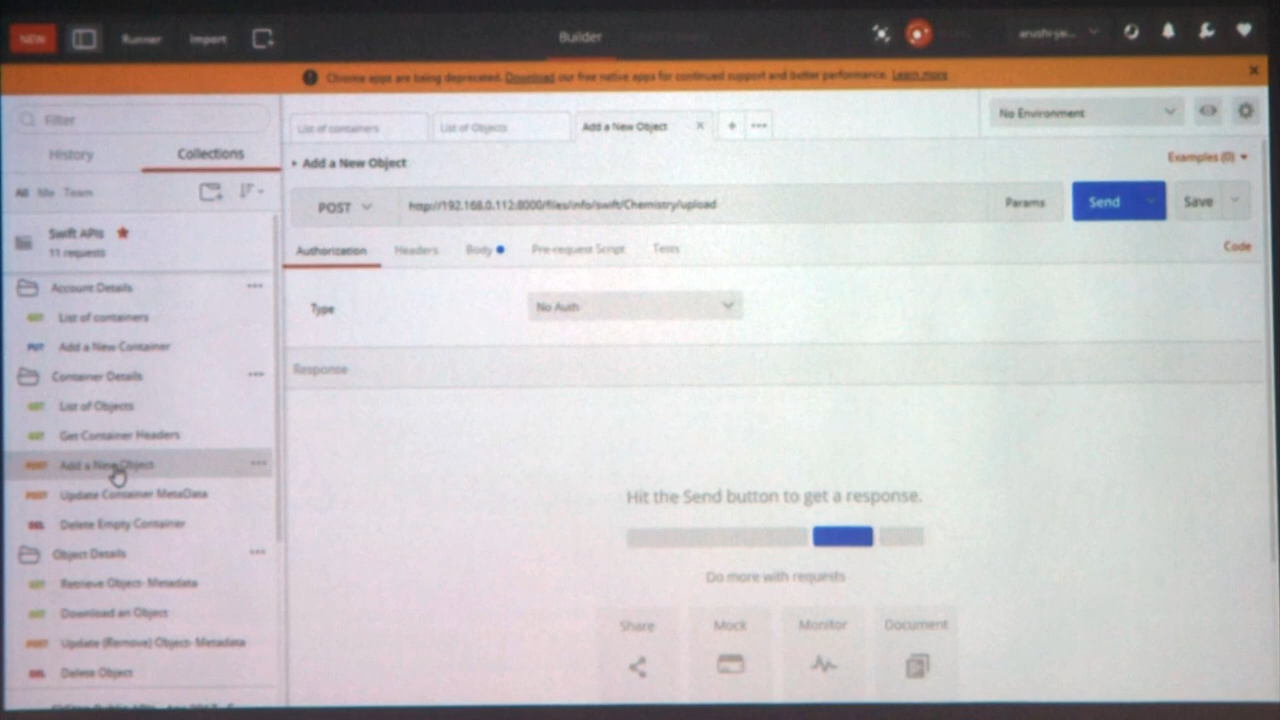 NEW Runner Import Builder arushi-jai...
Chrome apps are being deprecated. Download our free native apps for continued support and better performance. Learn more
Filter
History Collections
All Me Team
Swift APIs
11 requests
Account Details
GET List of containers
PUT Add a New Container
Container Details
GET List of Objects
GET Get Container Headers
POST Add a New Object
POST Update Container MetaData
DEL Delete Empty Container
Object Details
GET Retrieve Object- Metadata
GET Download an Object
POST Update (Remove) Object- Metadata
DEL Delete Object
List of containers List of Objects Add a New Object
No Environment
Add a New Object
Examples (0)
POST http://192.168.0.112:8000/files/info/swift/Chemistry/upload Params Send Save
Authorization Headers Body Pre-request Script Tests Code
Type No Auth
Response
Hit the Send button to get a response.
Do more with requests
Share Mock Monitor Document